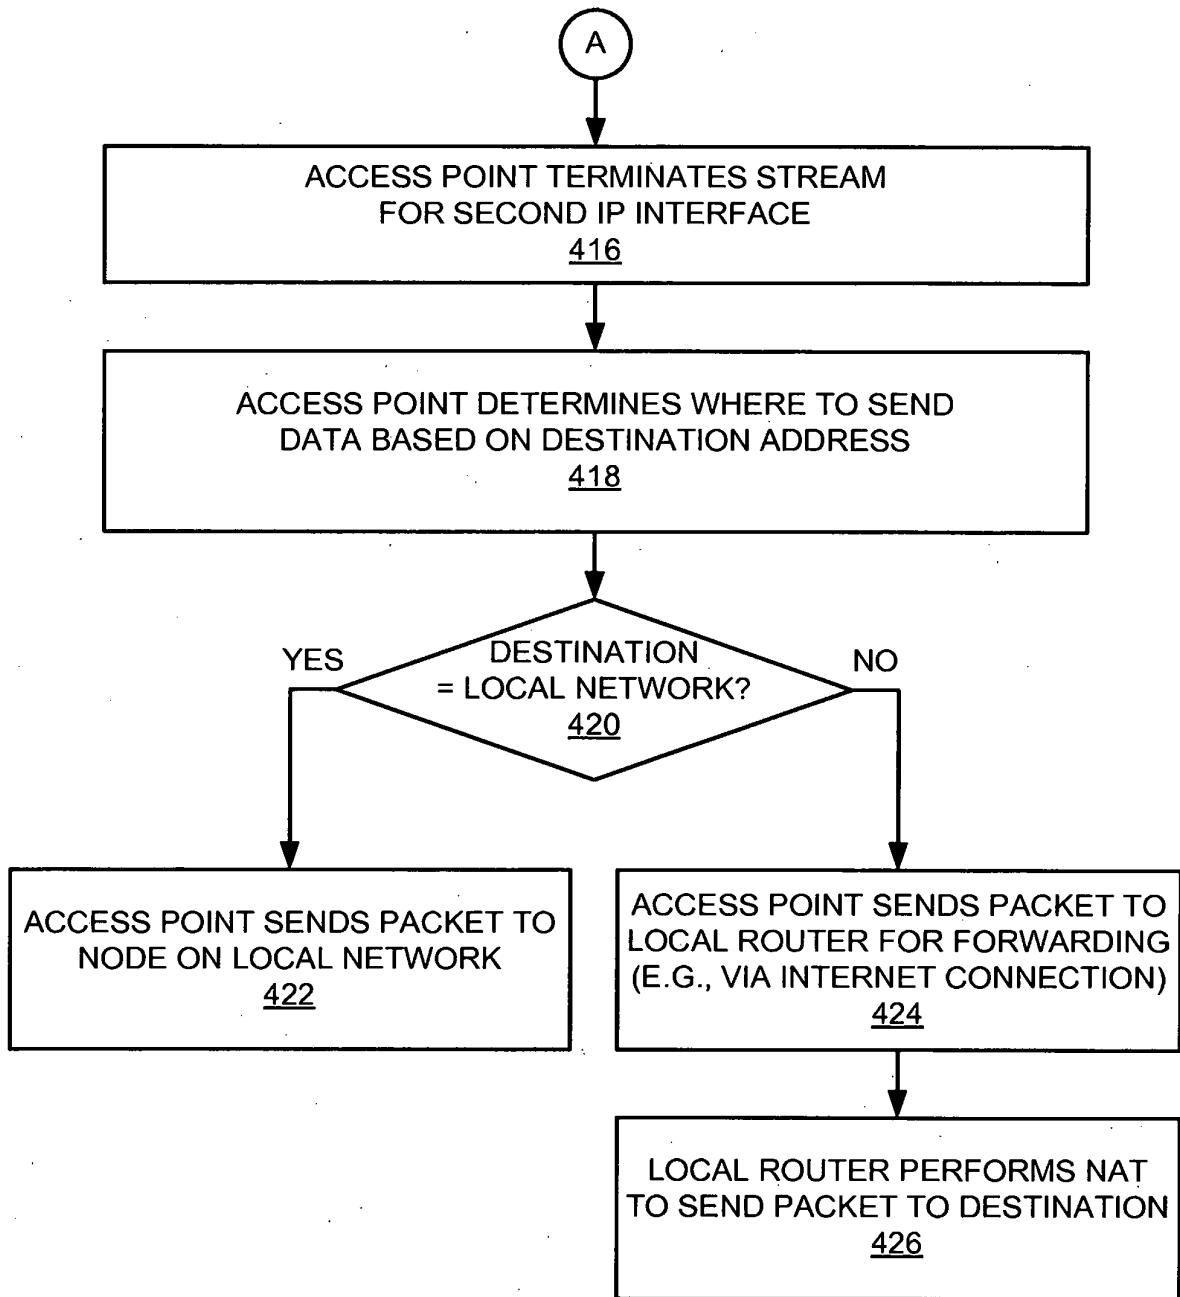 A
ACCESS POINT TERMINATES STREAM
FOR SECOND IP INTERFACE
416
ACCESS POINT DETERMINES WHERE TO SEND
DATA BASED ON DESTINATION ADDRESS
418
DESTINATION
= LOCAL NETWORK?
420
YES
NO
ACCESS POINT SENDS PACKET TO
NODE ON LOCAL NETWORK
422
ACCESS POINT SENDS PACKET TO
LOCAL ROUTER FOR FORWARDING
(E.G., VIA INTERNET CONNECTION)
424
LOCAL ROUTER PERFORMS NAT
TO SEND PACKET TO DESTINATION
426